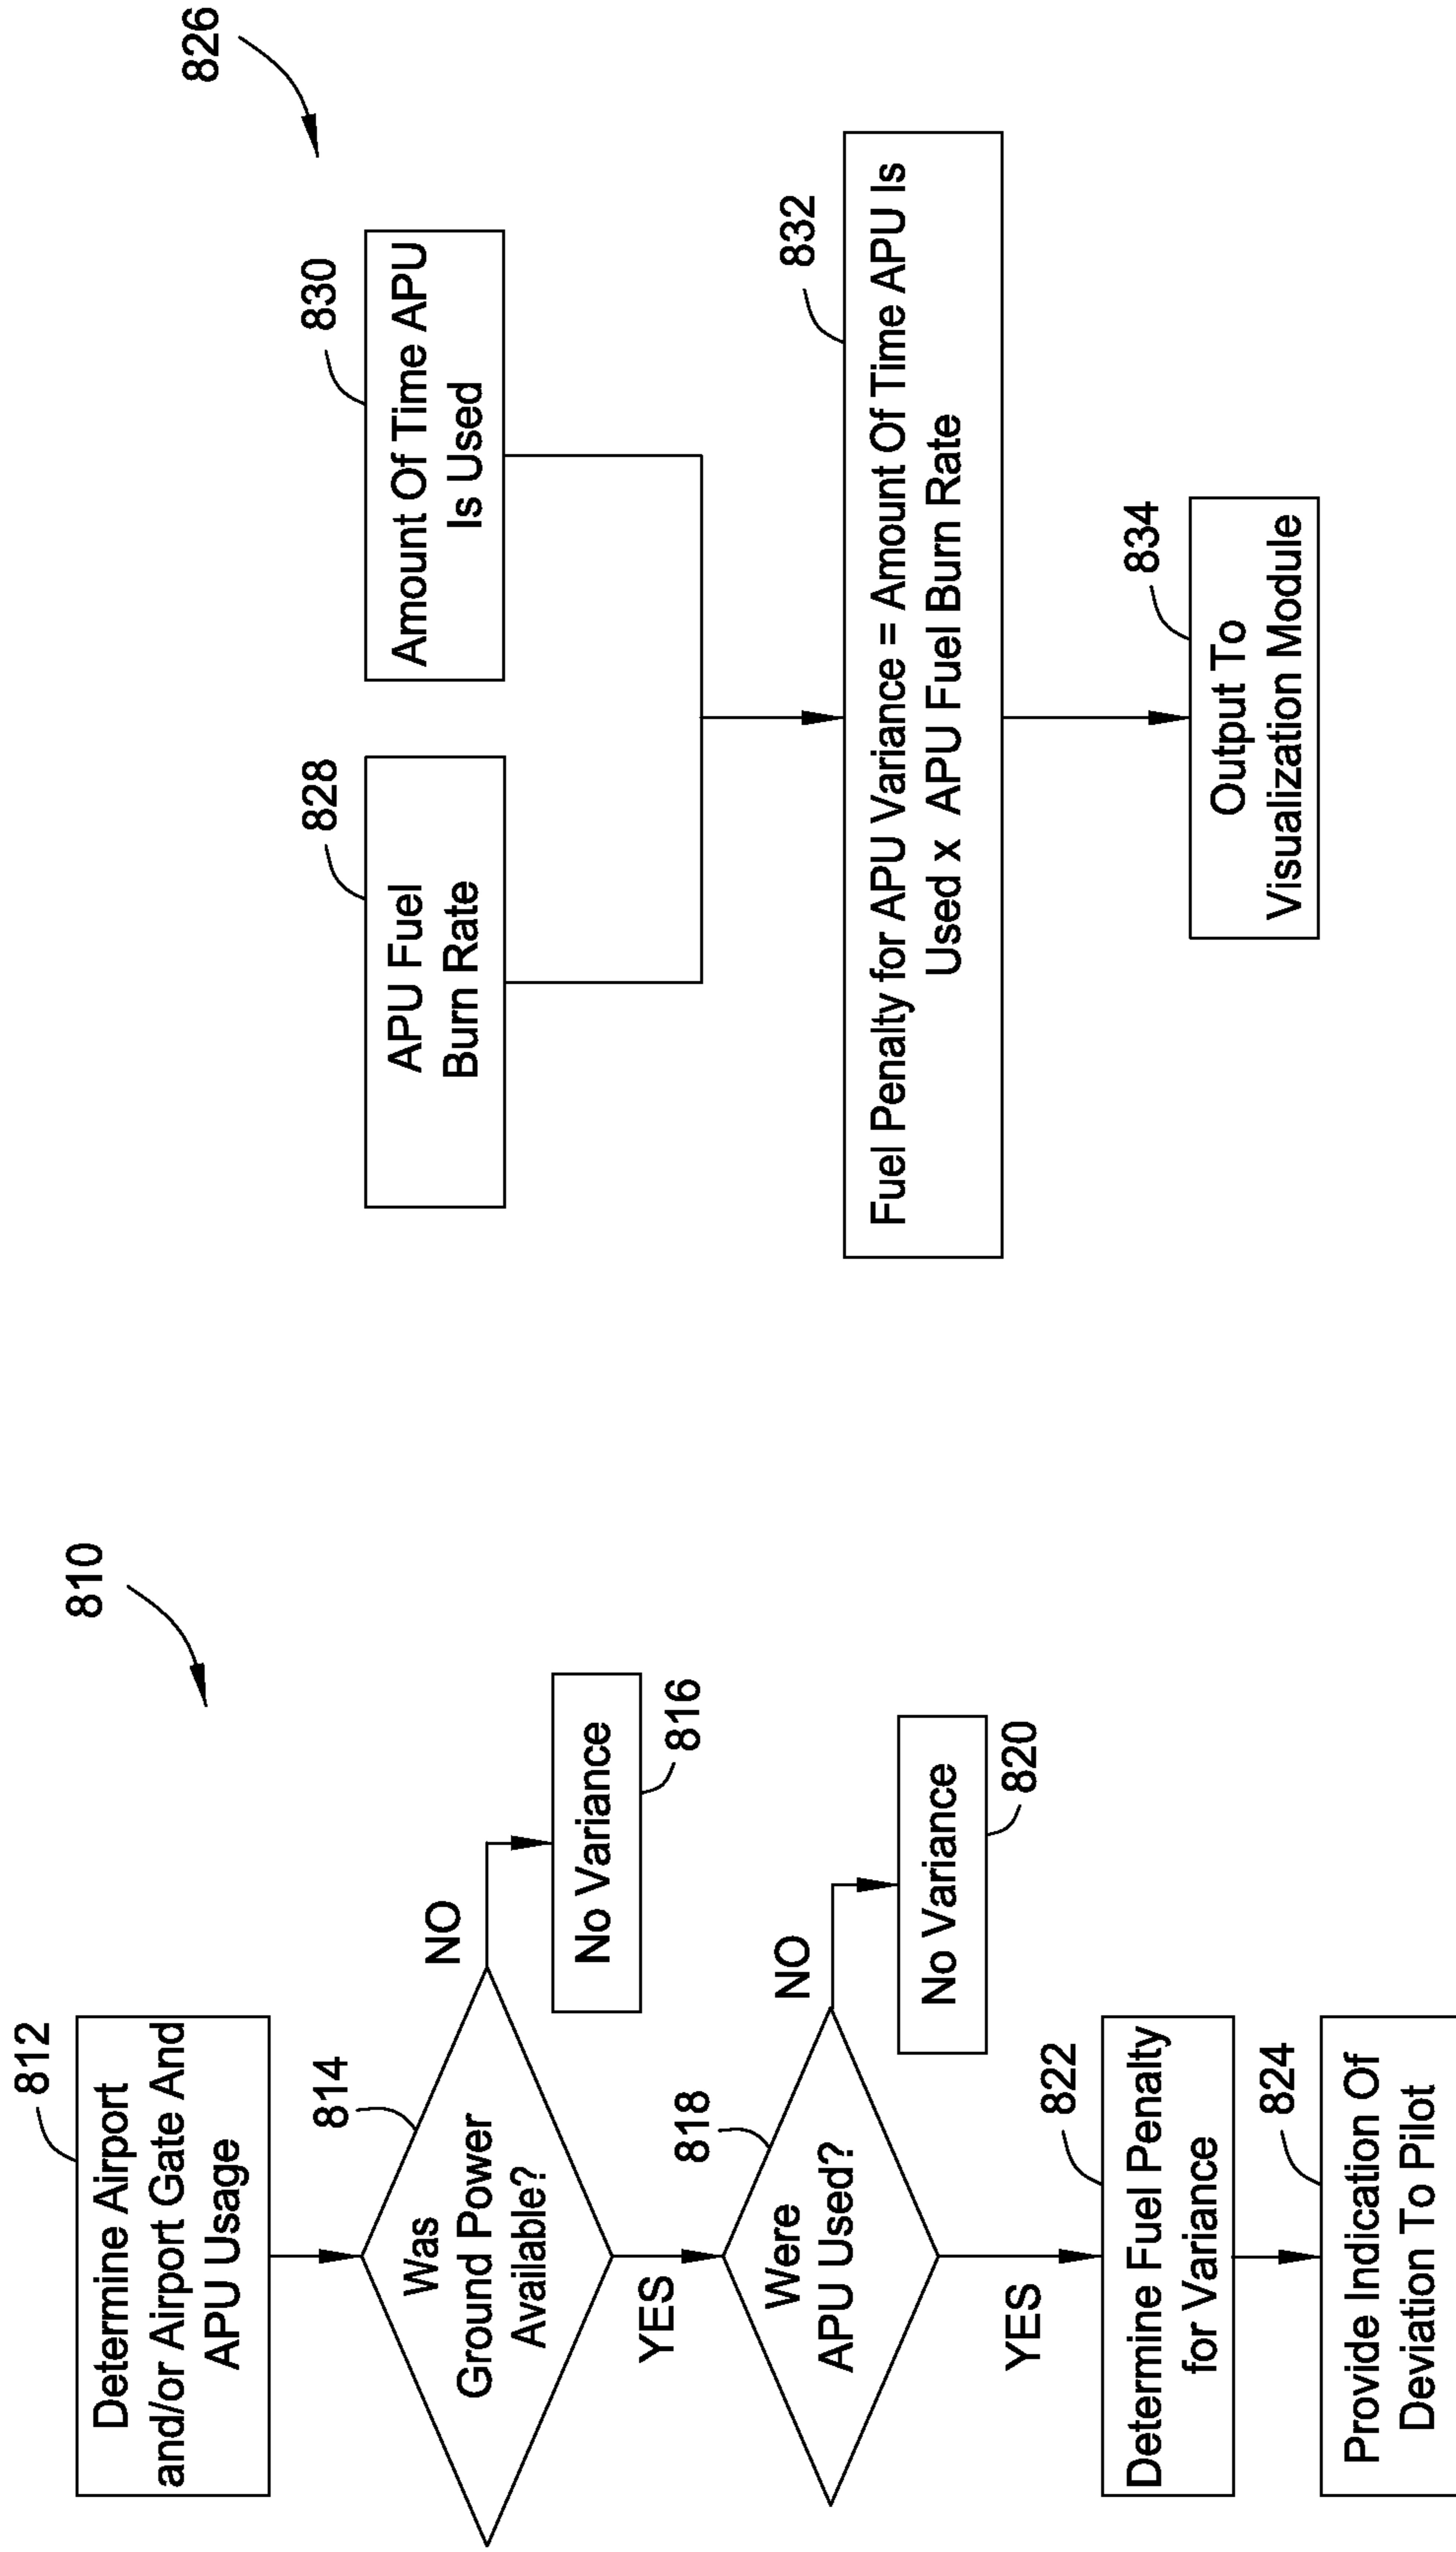 810
812
Determine Airport
and/or Airport Gate And
APU Usage
814
Was
Ground Power
Available?
NO
No Variance
816
YES
818
Were
APU Used?
NO
No Variance
820
YES
822
Determine Fuel Penalty
for Variance
824
Provide Indication Of
Deviation To Pilot
826
828
APU Fuel
Burn Rate
830
Amount Of Time APU
Is Used
832
Fuel Penalty for APU Variance = Amount Of Time APU Is
Used x APU Fuel Burn Rate
834
Output To
Visualization Module